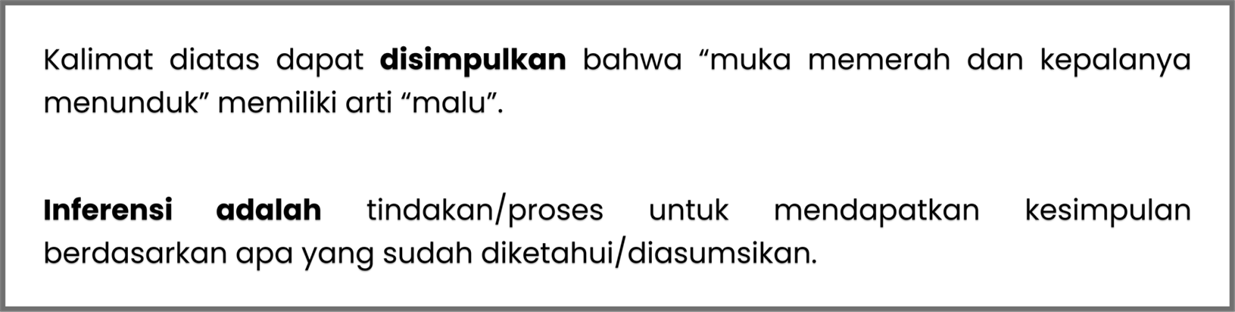 Kalimat diatas dapat disimpulkan bahwa “muka memerah dan kepalanya
menunduk” memiliki arti “malu”.
Inferensi adalah tindakan/proses untuk mendapatkan kesimpulan
berdasarkan apa yang sudah diketahui/diasumsikan.